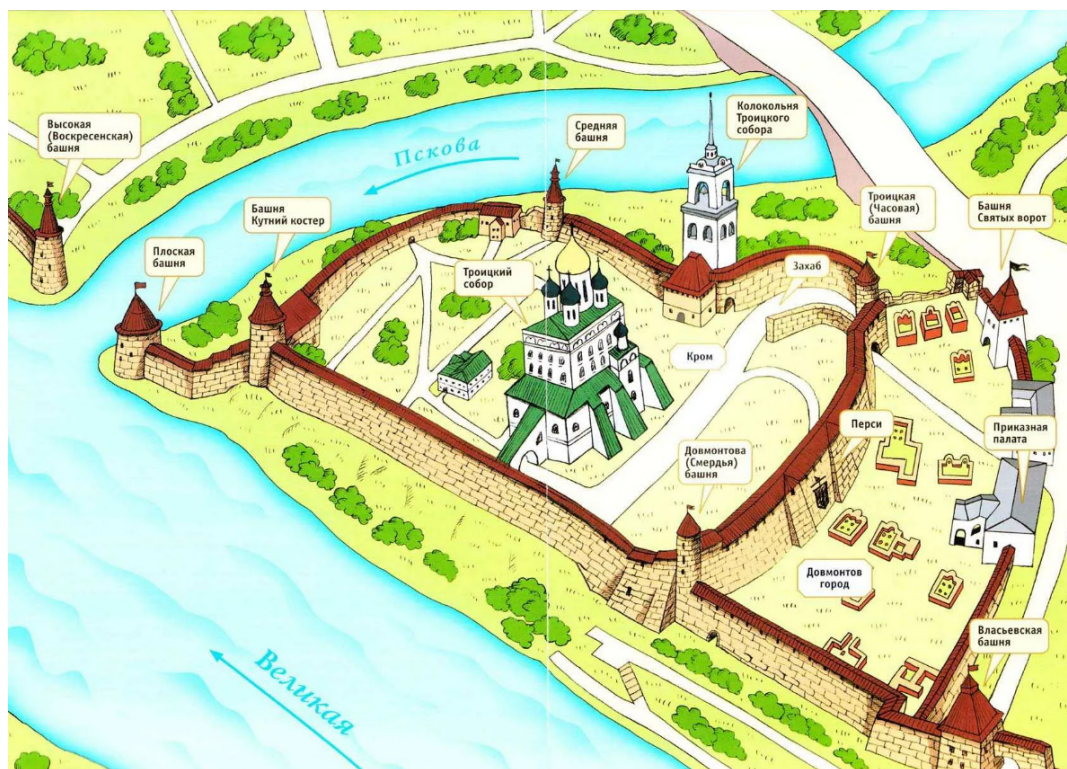 Высокая
(Воскресенская)
башня
Пскова
Средняя
башня
Колокольня
Троицкого
собора
Троицкая
(Часовая)
башня
Башня
Святых ворот
Башня
Кутний костер
Плоская
башня
Троицкий
собор
Захаб
Кром
Перси
Приказная
палата
Довмонтова
(Смердья)
башня
Довмонтов
город
Власьевская
башня
Великая